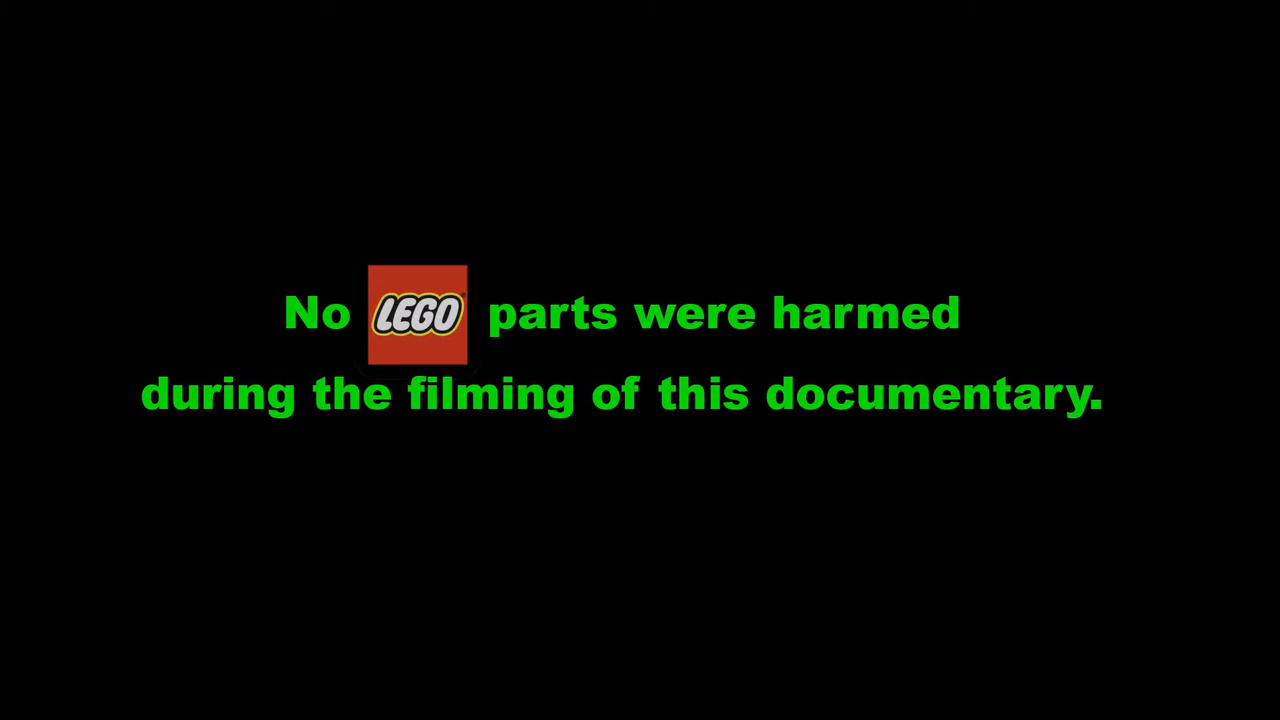 No LEGO parts were harmed
during the filming of this documentary.